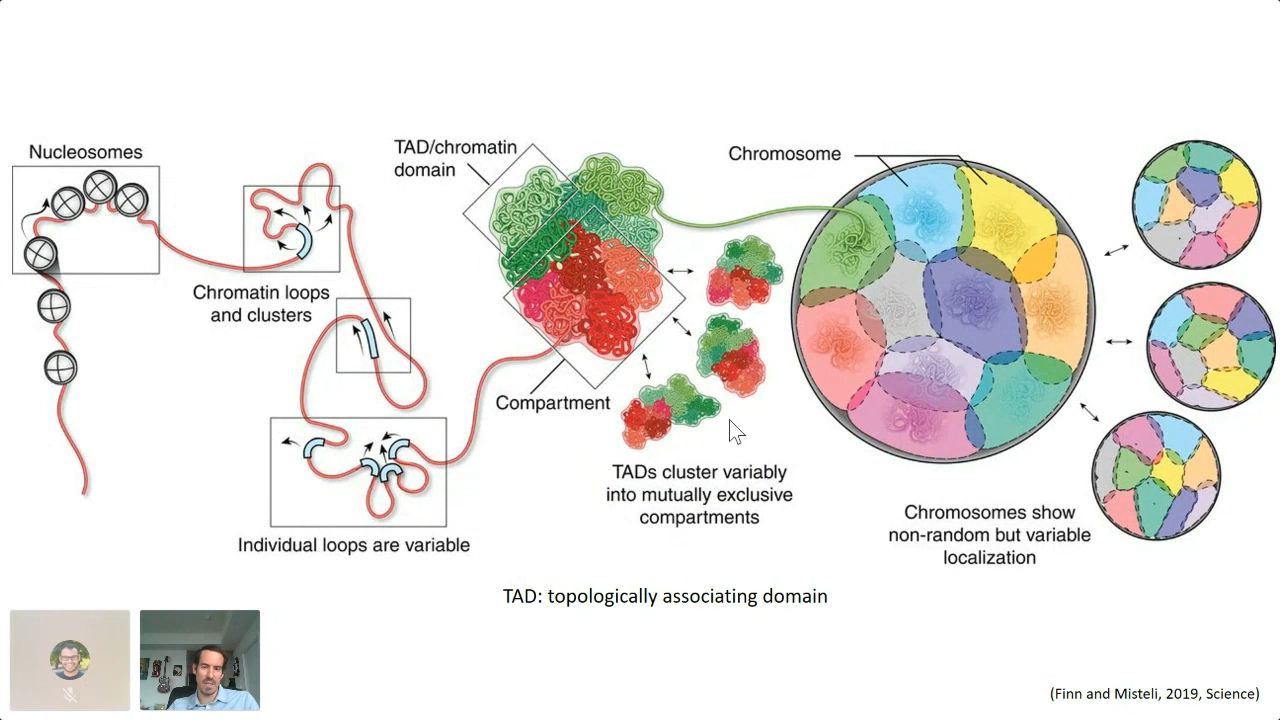 Nucleosomes
TAD/chromatin
domain
Chromosome
Chromatin loops
and clusters
Compartment
TADs cluster variably
into mutually exclusive
compartments
Chromosomes show
non-random but variable
localization
Individual loops are variable
TAD: topologically associating domain
(Finn and Misteli, 2019, Science)